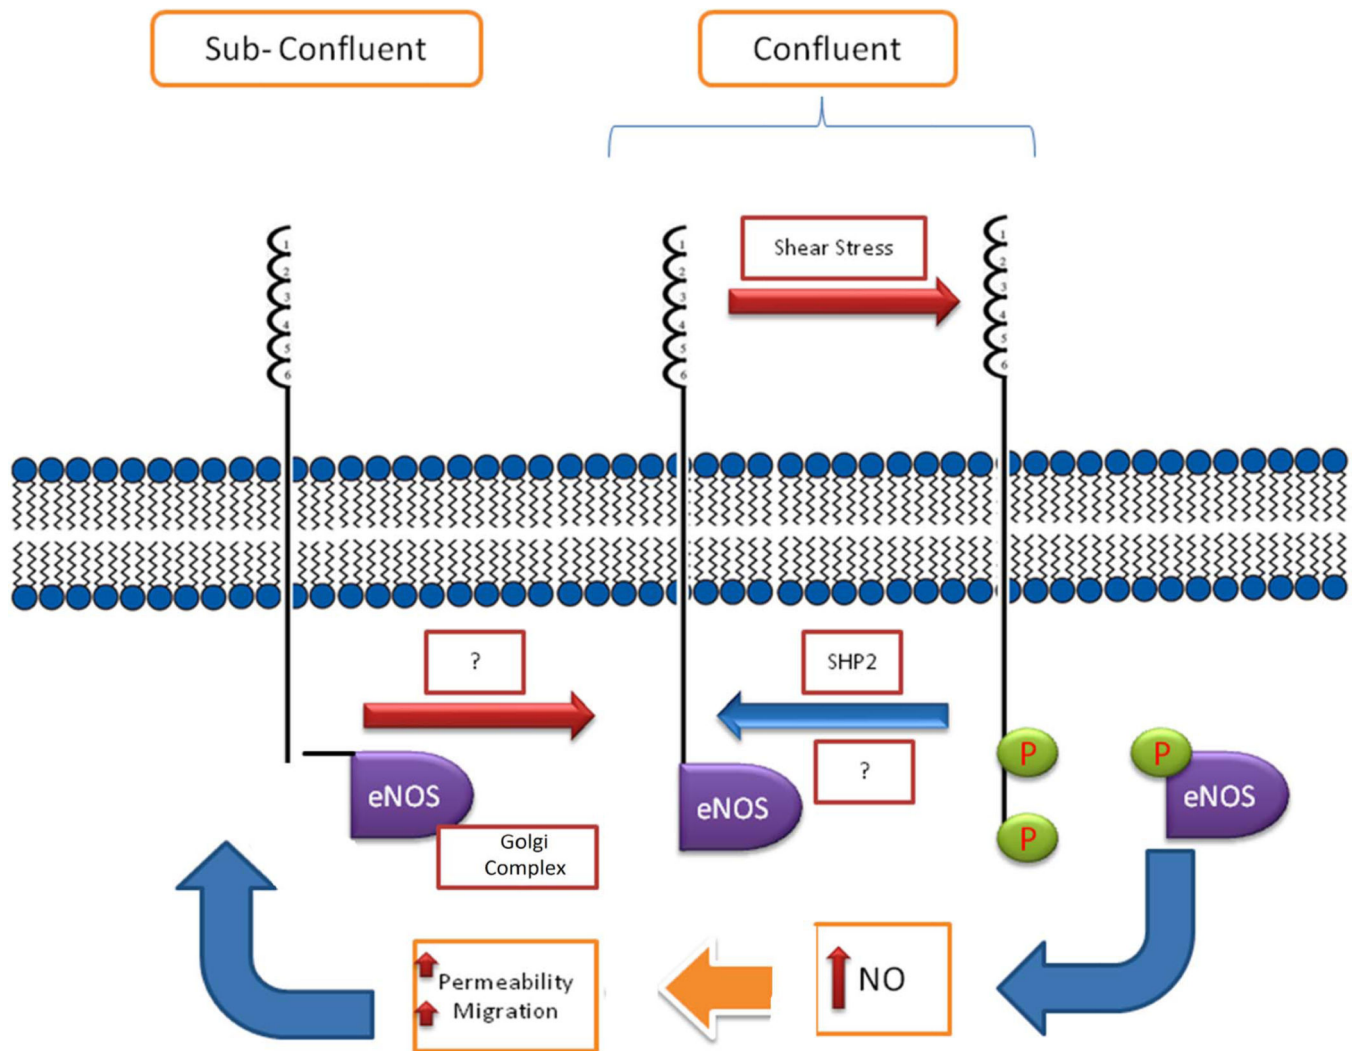 Sub- Confluent
Confluent
1
2
3
4
5
6
1
2
3
4
5
6
1
2
3
4
5
6
Shear Stress
?
SHP2
?
eNOS
Golgi
Complex
eNOS
P
P
P
eNOS
Permeability
Migration
NO